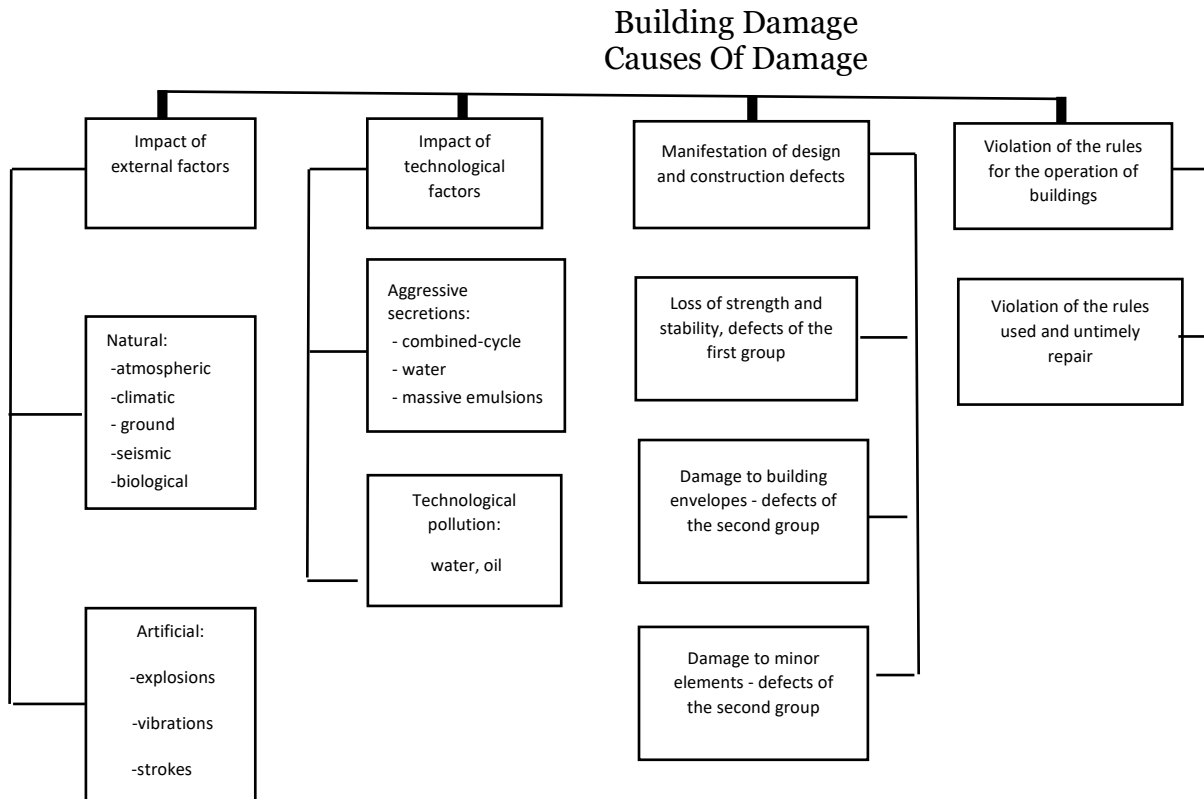 Building Damage
Causes Of Damage
Impact of
external factors
Natural:
-atmospheric
-climatic
- ground
-seismic
-biological
Artificial:
-explosions
-vibrations
-strokes
Impact of
technological
factors
Aggressive
secretions:
- combined-cycle
- water
- massive emulsions
Technological
pollution:
water, oil
Manifestation of design
and construction defects
Loss of strength and
stability, defects of the
first group
Damage to building
envelopes - defects of
the second group
Damage to minor
elements - defects of
the second group
Violation of the rules
for the operation of
buildings
Violation of the rules
used and untimely
repair